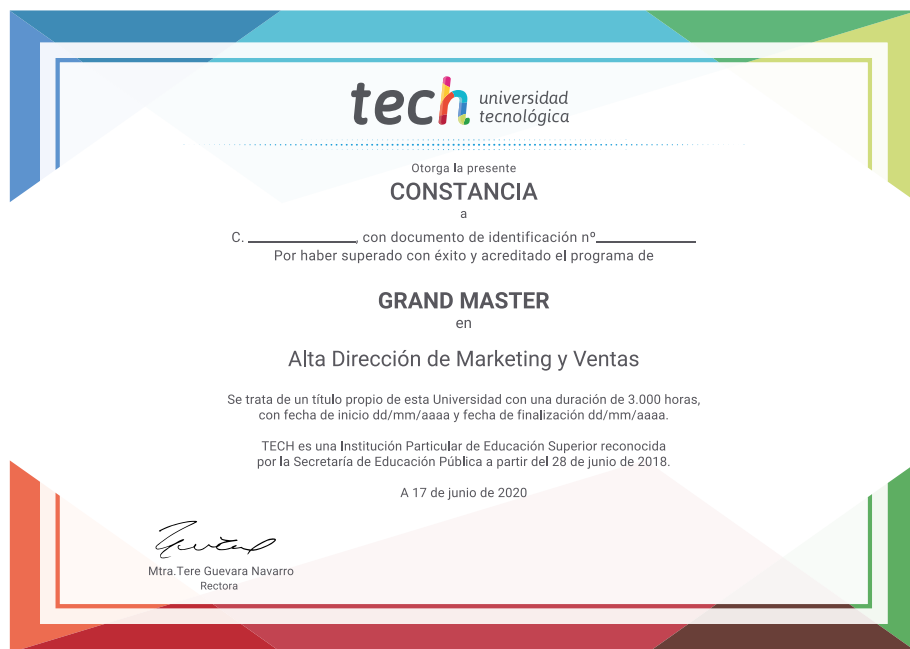 tech universidad
tecnológica
Otorga la presente
CONSTANCIA
a
C. ______________, con documento de identificación nº______________
Por haber superado con éxito y acreditado el programa de
GRAND MASTER
en
Alta Dirección de Marketing y Ventas
Se trata de un título propio de esta Universidad con una duración de 3.000 horas,
con fecha de inicio dd/mm/aaaa y fecha de finalización dd/mm/aaaa.
TECH es una Institución Particular de Educación Superior reconocida
por la Secretaría de Educación Pública a partir del 28 de junio de 2018.
A 17 de junio de 2020
Mtra.Tere Guevara Navarro
Rectora